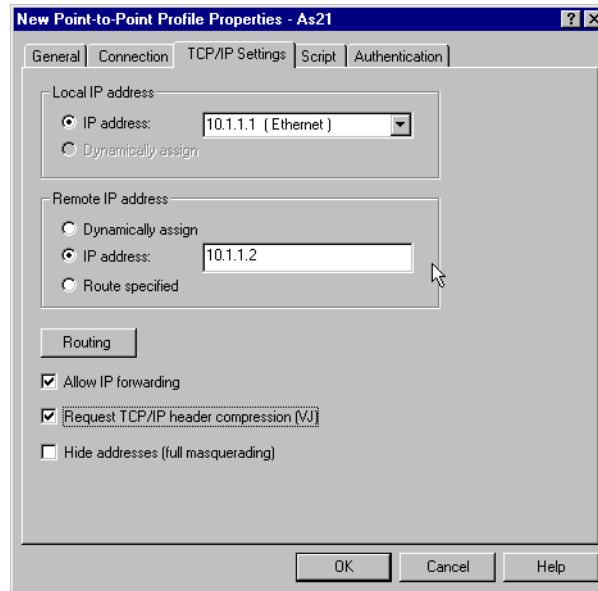 New Point-to-Point Profile Properties - As21
General Connection TCP/IP Settings Script Authentication
Local IP address
IP address: 10.1.1.1 ( Ethernet )
Dynamically assign
Remote IP address
Dynamically assign
IP address: 10.1.1.2
Route specified
Routing
Allow IP forwarding
Request TCP/IP header compression (VJ)
Hide addresses (full masquerading)
OK Cancel Help